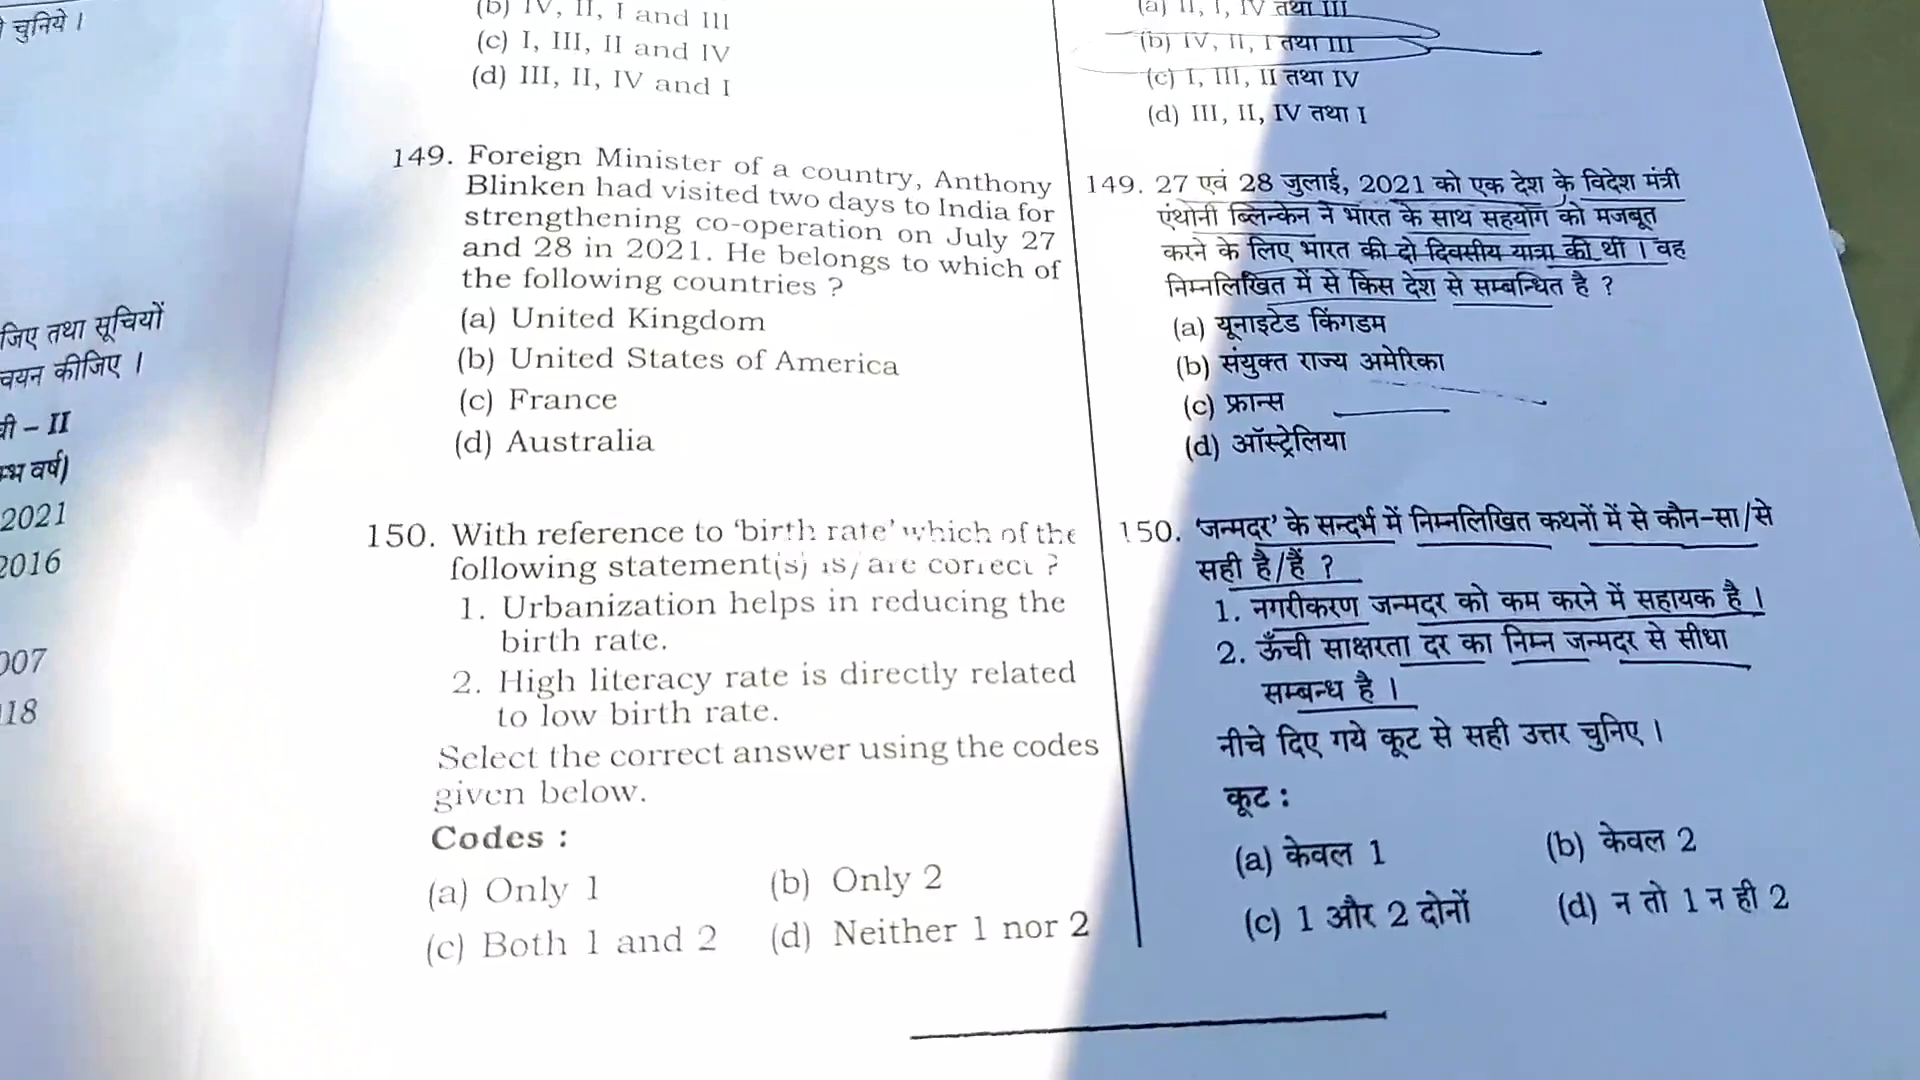 चुनिये ।
जिए तथा सूचियों
चयन कीजिए ।
– II
वर्ष)
2021
2016
007
18
(b) IV, II, I and III
(c) I, III, II and IV
(d) III, II, IV and I
149. Foreign Minister of a country, Anthony
Blinken had visited two days to India for
strengthening co-operation on July 27
and 28 in 2021. He belongs to which of
the following countries ?
(a) United Kingdom
(b) United States of America
(c) France
(d) Australia
150. With reference to ‘birth rate’ which of the
following statement(s) is/are correct ?
1. Urbanization helps in reducing the
birth rate.
2. High literacy rate is directly related
to low birth rate.
Select the correct answer using the codes
given below.
Codes :
(a) Only 1
(b) Only 2
(c) Both 1 and 2
(d) Neither 1 nor 2
(a) II, I, IV तथा III
(b) IV, II, I तथा III
(c) I, III, II तथा IV
(d) III, II, IV तथा I
149. 27 एवं 28 जुलाई, 2021 को एक देश के विदेश मंत्री
एंथोनी ब्लिन्केन ने भारत के साथ सहयोग को मजबूत
करने के लिए भारत की दो दिवसीय यात्रा की थी । वह
निम्नलिखित में से किस देश से सम्बन्धित है ?
(a) यूनाइटेड किंगडम
(b) संयुक्त राज्य अमेरिका
(c) फ्रान्स
(d) ऑस्ट्रेलिया
150. ‘जन्मदर’ के सन्दर्भ में निम्नलिखित कथनों में से कौन-सा/से
सही है/हैं ?
1. नगरीकरण जन्मदर को कम करने में सहायक है ।
2. ऊँची साक्षरता दर का निम्न जन्मदर से सीधा
सम्बन्ध है ।
नीचे दिए गये कूट से सही उत्तर चुनिए ।
कूट :
(a) केवल 1
(b) केवल 2
(c) 1 और 2 दोनों
(d) न तो 1 न ही 2